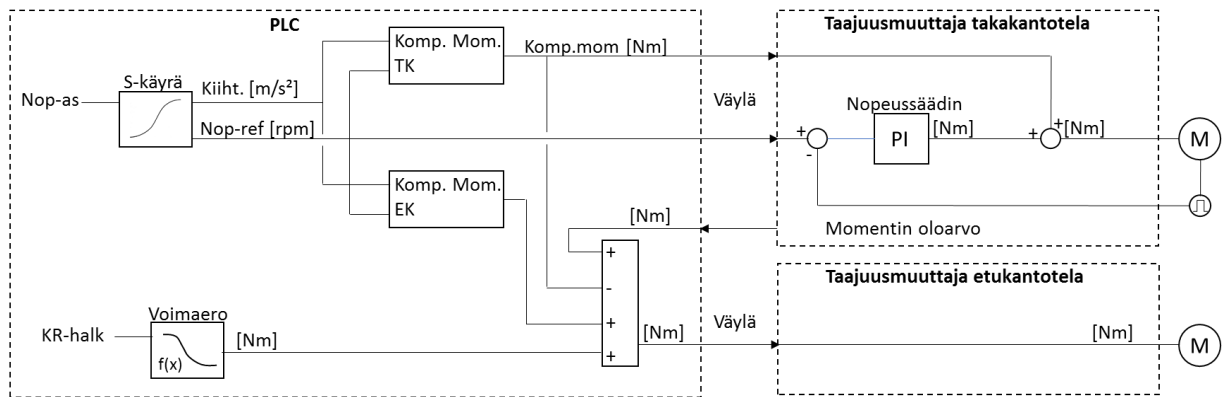 PLC
Taajuusmuuttaja takakantotela
Komp. Mom.
TK
Komp.mom [Nm]
S-käyrä
Nop-as
Kiiht. [m/s²]
Nop-ref [rpm]
Väylä
Nopeussäädin
+
-
PI
[Nm]
+
+
[Nm]
M
Komp. Mom.
EK
[Nm]
Momentin oloarvo
+
-
+
+
Taajuusmuuttaja etukantotela
Voimaero
KR-halk
f(x)
[Nm]
[Nm]
Väylä
[Nm]
M